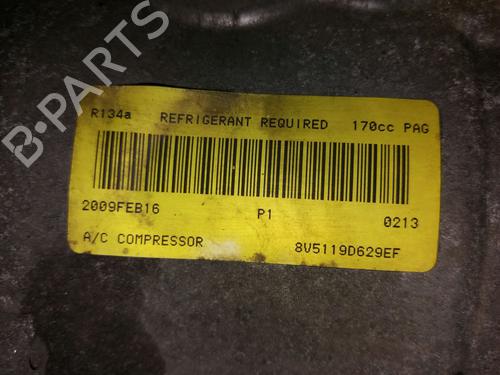 R134a REFRIGERANT REQUIRED 170cc PAG
2009FEB16 P1 0213
A/C COMPRESSOR 8V5119D629EF
B-PARTS